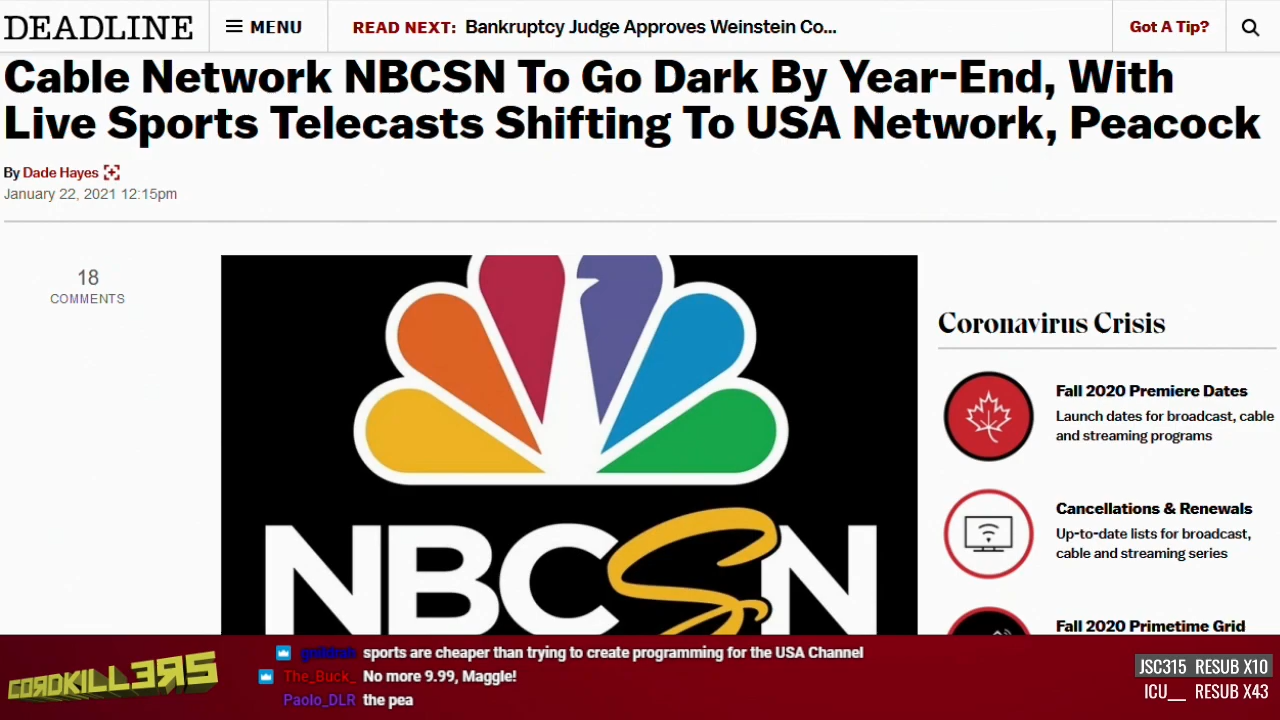 DEADLINE
MENU
READ NEXT: Bankruptcy Judge Approves Weinstein Co...
Got A Tip?
Cable Network NBCSN To Go Dark By Year-End, With
Live Sports Telecasts Shifting To USA Network, Peacock
By Dade Hayes
January 22, 2021 12:15pm
18
COMMENTS
NBCSN
Coronavirus Crisis
Fall 2020 Premiere Dates
Launch dates for broadcast, cable
and streaming programs
Cancellations & Renewals
Up-to-date lists for broadcast,
cable and streaming series
Fall 2020 Primetime Grid
CORDKILLERS
sports are cheaper than trying to create programming for the USA Channel
The_Buck_ No more 9.99, Maggle!
Paolo_DLR the pea
JSC315 RESUB X10
ICU__ RESUB X43